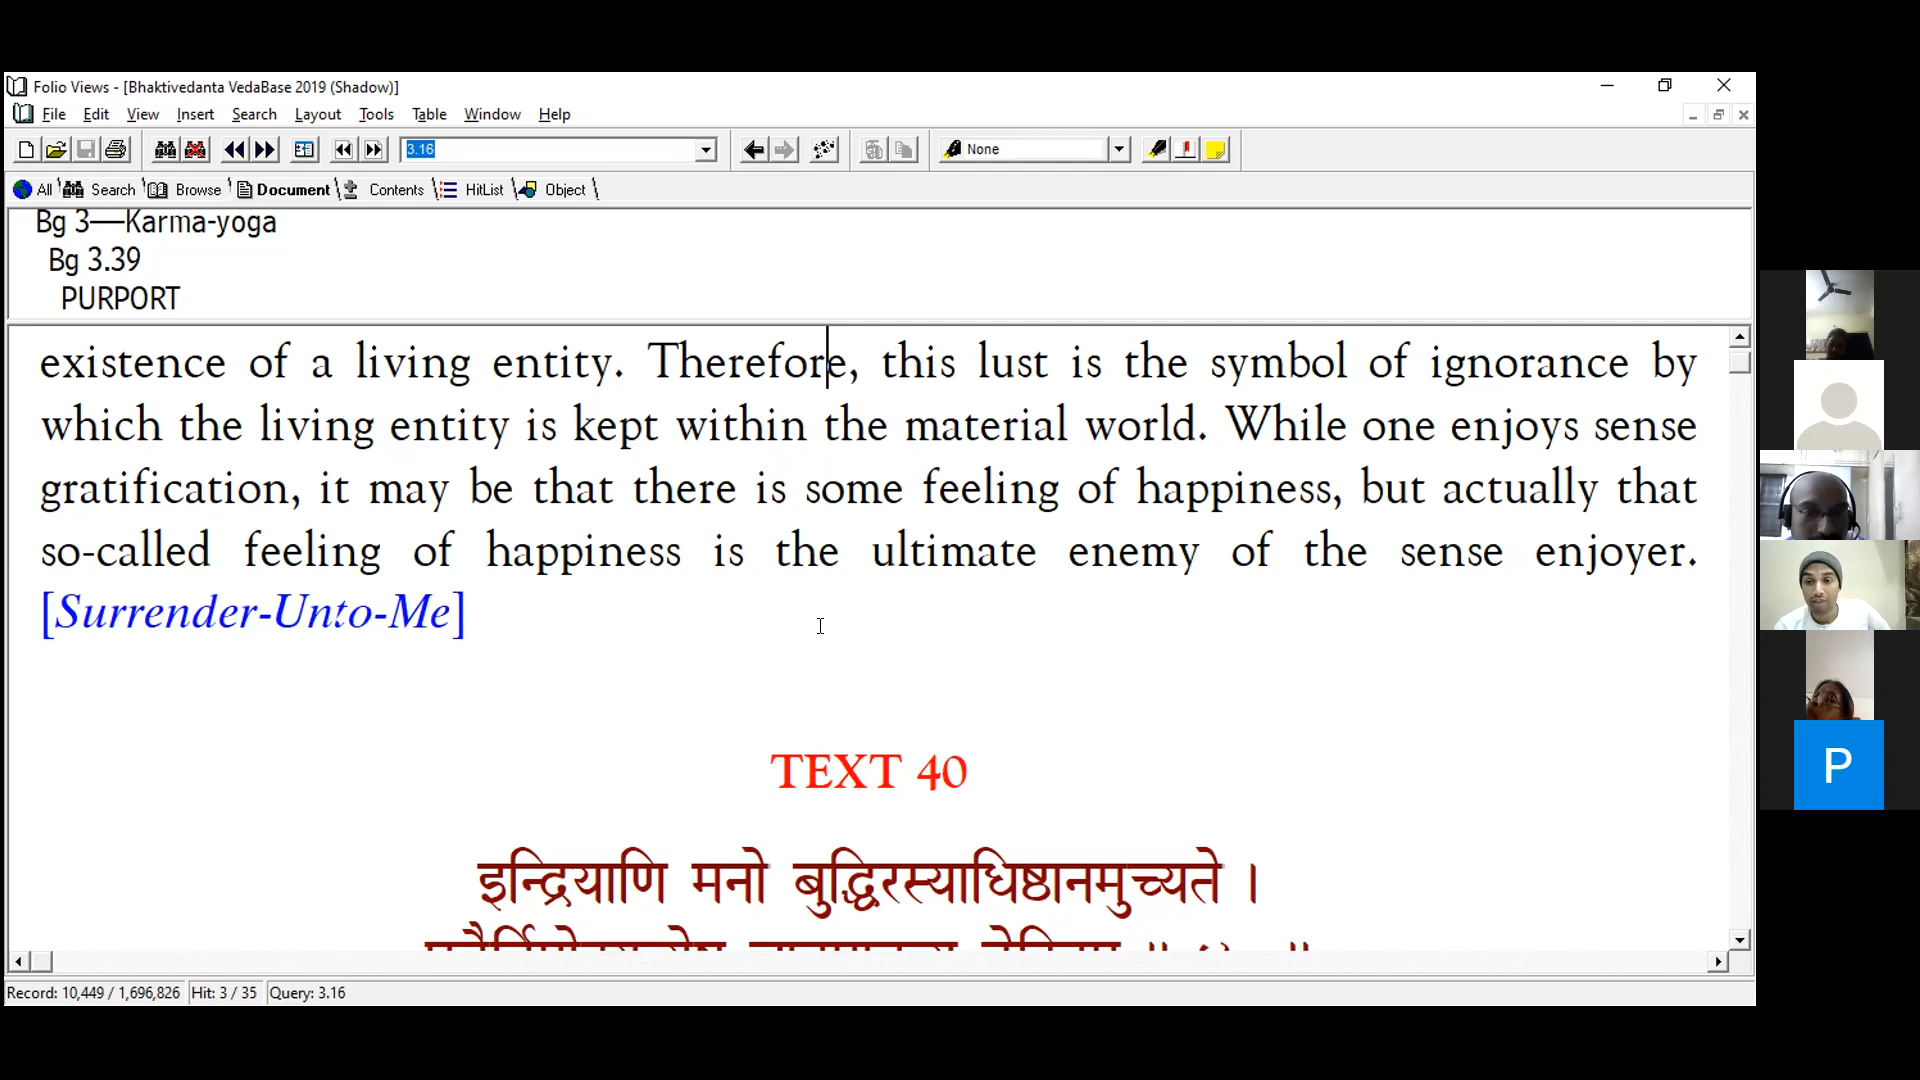 Folio Views - [Bhaktivedanta VedaBase 2019 (Shadow)]
File Edit View Insert Search Layout Tools Table Window Help
3.16 None
All Search Browse Document Contents HitList Object
Bg 3—Karma-yoga
Bg 3.39
PURPORT
existence of a living entity. Therefore, this lust is the symbol of ignorance by
which the living entity is kept within the material world. While one enjoys sense
gratification, it may be that there is some feeling of happiness, but actually that
so-called feeling of happiness is the ultimate enemy of the sense enjoyer.
[Surrender-Unto-Me]
TEXT 40
इन्द्रियाणि मनो बुद्धिरस्याधिष्ठानमुच्यते ।
P
Record: 10,449 / 1,696,826 Hit: 3 / 35 Query: 3.16